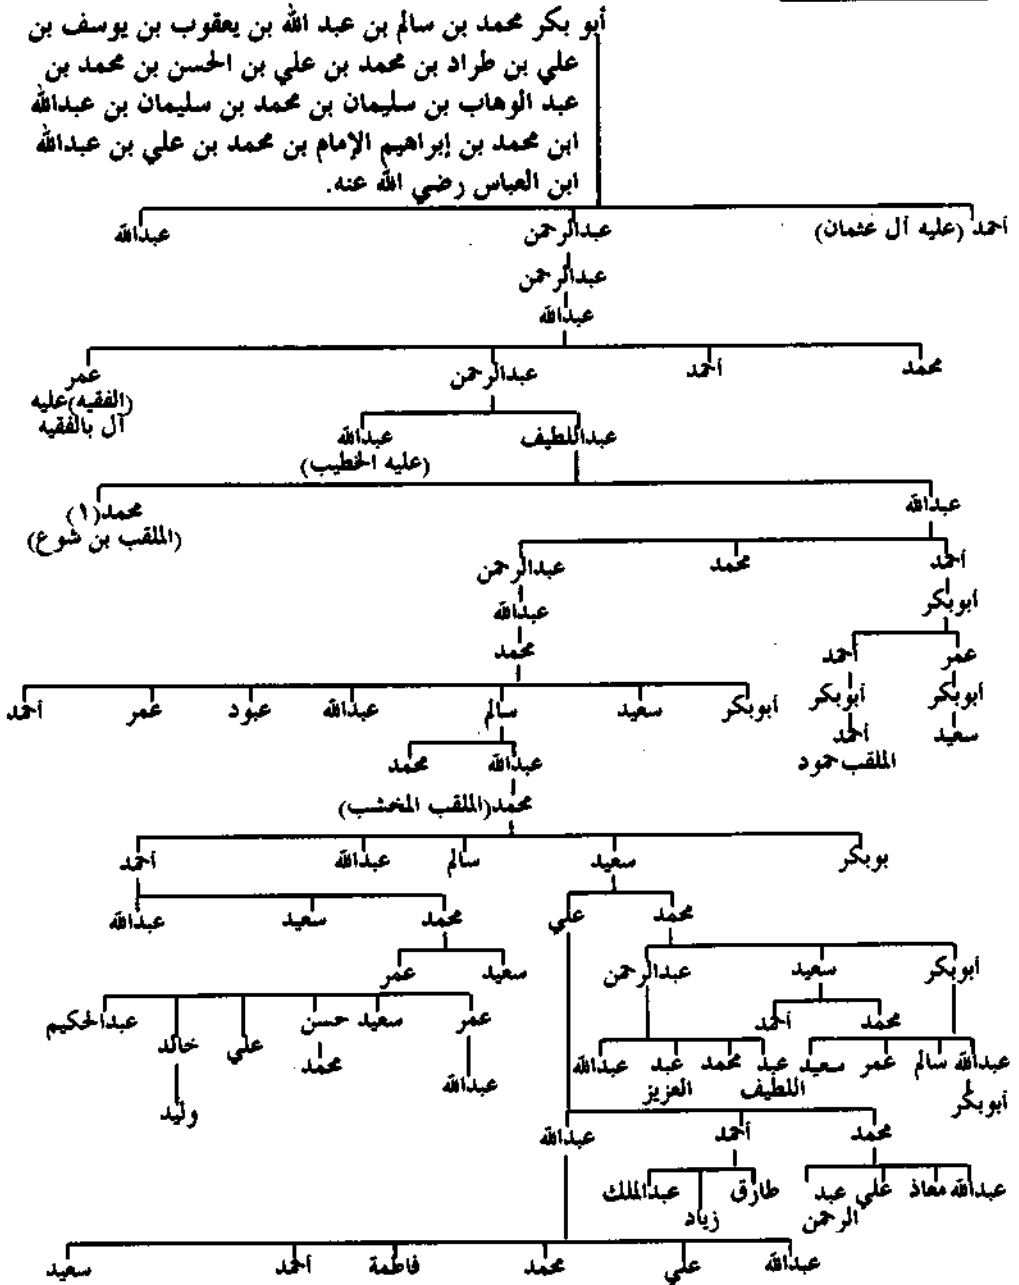 أبو بكر محمد بن سالم بن عبد الله بن يعقوب بن يوسف بن
علي بن طراد بن محمد بن علي بن الحسن بن محمد بن
عبد الوهاب بن سليمان بن محمد بن سليمان بن عبدالله
ابن محمد بن إبراهيم الإمام بن محمد بن علي بن عبدالله
ابن العباس رضي الله عنه.
أحمد (عليه آل عثمان) عبدالرحمن عبدالله
عبدالرحمن
عبدالله
محمد أحمد عبدالرحمن عمر
(الفقيه) عليه
آل بالفقيه
عبداللطيف عبدالله
(عليه الخطيب)
عبدالله محمد (١)
(الملقب بن شوع)
أحمد محمد عبدالرحمن
أبوبكر عبدالله
عمر أحمد محمد
أبوبكر أبوبكر أبوبكر سعيد سالم عبدالله عبود عمر أحمد
سعيد أحمد
الملقب حمود
عبدالله محمد
محمد (الملقب المخشب)
بوبكر سعيد سالم عبدالله أحمد
محمد علي محمد سعيد عبدالله
أبوبكر سعيد عبدالرحمن سعيد عمر
محمد أحمد عمر سعيد حسن علي خالد عبدالحكيم
عبدالله سالم عمر سعيد عبد محمد عبد عبدالله محمد
اللطيف العزيز
أبوبكر عبدالله وليد
محمد أحمد عبدالله
عبدالله معاذ علي عبد طارق زياد عبدالملك
الرحمن
عبدالله علي محمد فاطمة أحمد سعيد